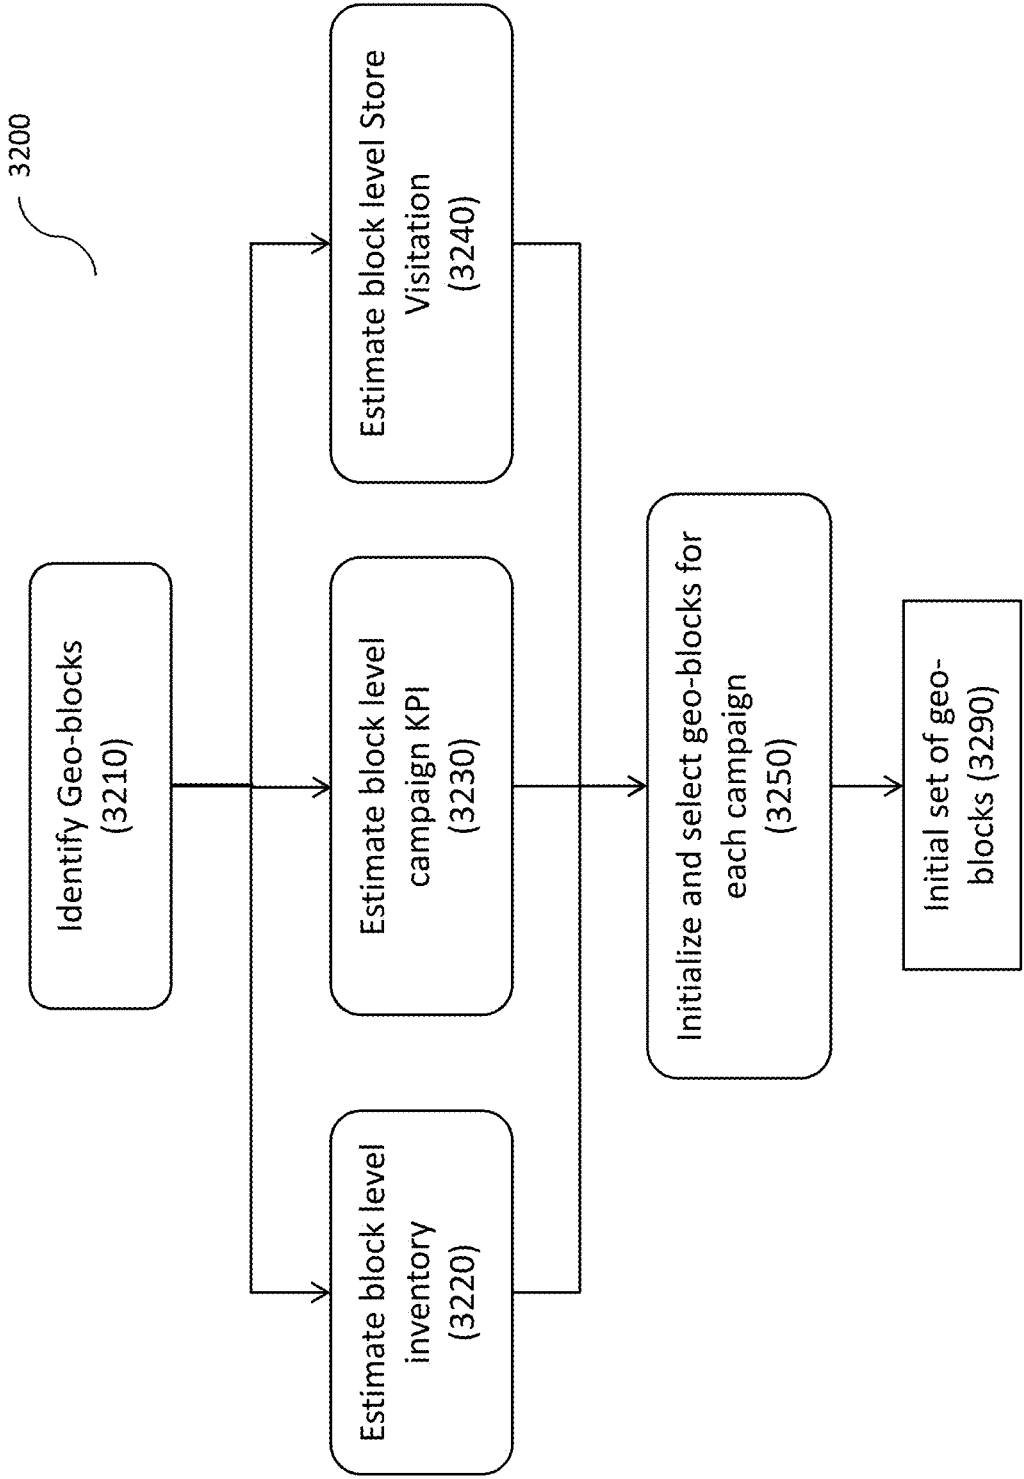 3200
Identify Geo-blocks
(3210)
Estimate block level
inventory
(3220)
Estimate block level
campaign KPI
(3230)
Estimate block level Store
Visitation
(3240)
Initialize and select geo-blocks for
each campaign
(3250)
Initial set of geo-
blocks (3290)